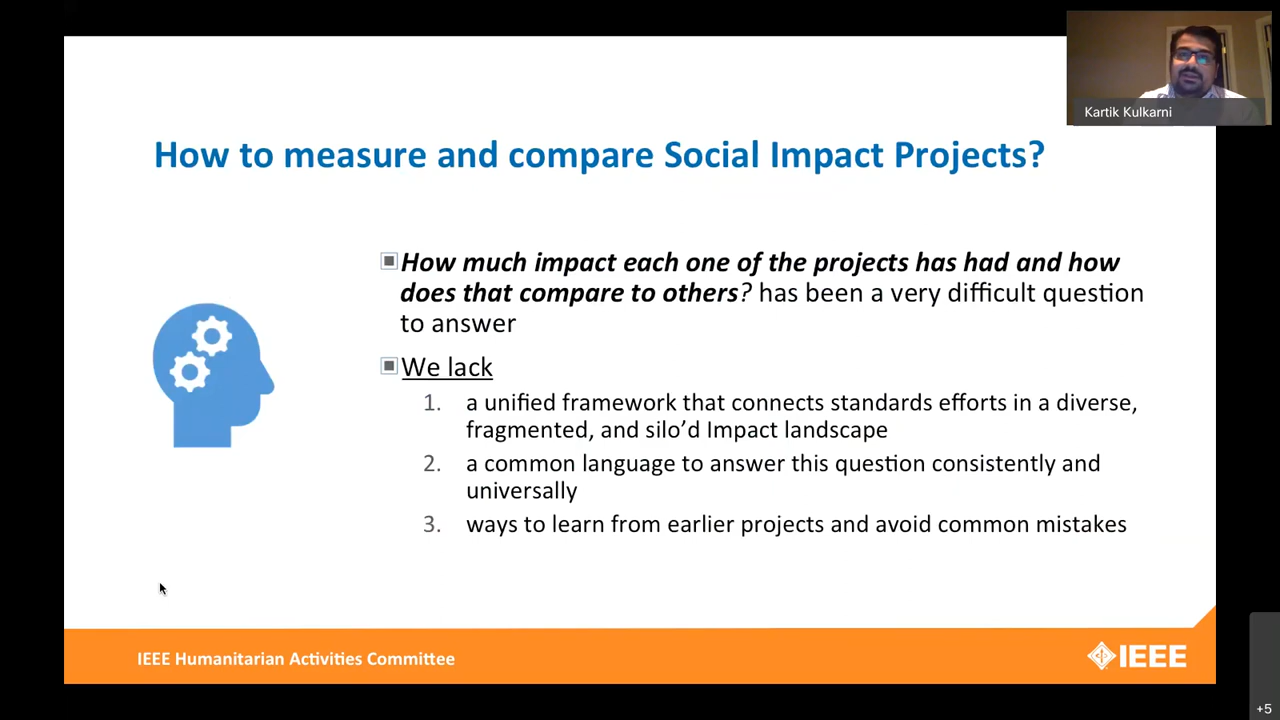 Kartik Kulkarni
How to measure and compare Social Impact Projects?
How much impact each one of the projects has had and how
does that compare to others? has been a very difficult question
to answer
We lack
1. a unified framework that connects standards efforts in a diverse,
fragmented, and silo’d Impact landscape
2. a common language to answer this question consistently and
universally
3. ways to learn from earlier projects and avoid common mistakes
IEEE Humanitarian Activities Committee
IEEE
+5